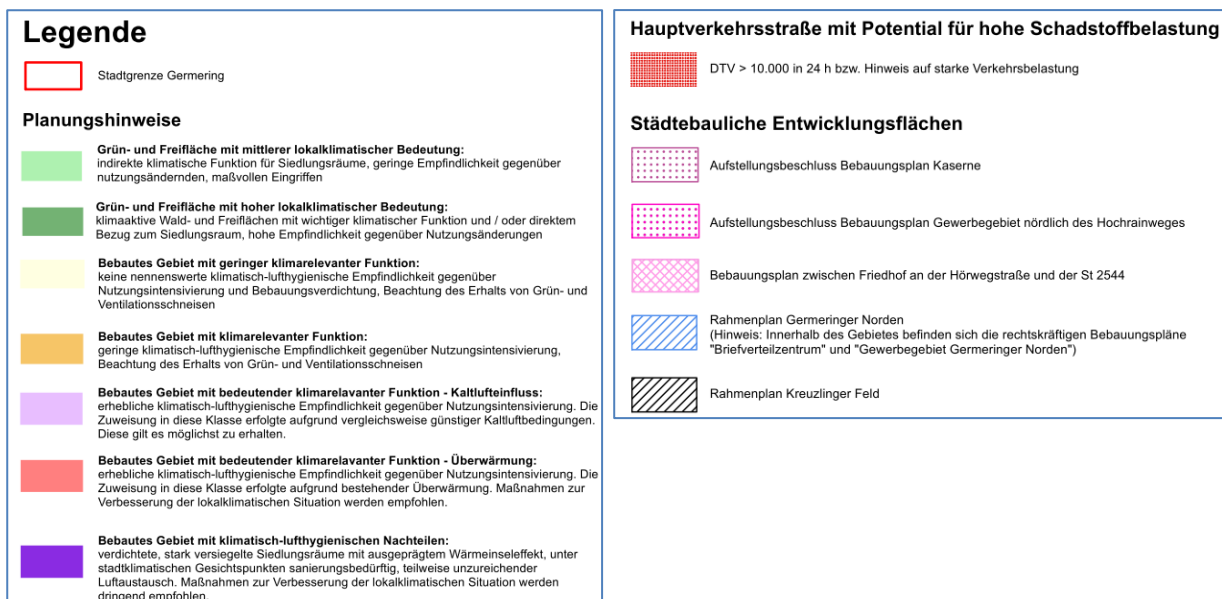 Legende
Stadtgrenze Germering
Planungshinweise
Grün- und Freifläche mit mittlerer lokalklimatischer Bedeutung:
indirekte klimatische Funktion für Siedlungsräume, geringe Empfindlichkeit gegenüber
nutzungsändernden, maßvollen Eingriffen
Grün- und Freifläche mit hoher lokalklimatischer Bedeutung:
klimaaktive Wald- und Freiflächen mit wichtiger klimatischer Funktion und / oder direktem
Bezug zum Siedlungsraum, hohe Empfindlichkeit gegenüber Nutzungsänderungen
Bebautes Gebiet mit geringer klimarelevanter Funktion:
keine nennenswerte klimatisch-lufthygienische Empfindlichkeit gegenüber
Nutzungsintensivierung und Bebauungsverdichtung, Beachtung des Erhalts von Grün- und
Ventilationsschneisen
Bebautes Gebiet mit klimarelevanter Funktion:
geringe klimatisch-lufthygienische Empfindlichkeit gegenüber Nutzungsintensivierung,
Beachtung des Erhalts von Grün- und Ventilationsschneisen
Bebautes Gebiet mit bedeutender klimarelavanter Funktion - Kaltlufteinfluss:
erhebliche klimatisch-lufthygienische Empfindlichkeit gegenüber Nutzungsintensivierung. Die
Zuweisung in diese Klasse erfolgte aufgrund vergleichsweise günstiger Kaltluftbedingungen.
Diese gilt es möglichst zu erhalten.
Bebautes Gebiet mit bedeutender klimarelavanter Funktion - Überwärmung:
erhebliche klimatisch-lufthygienische Empfindlichkeit gegenüber Nutzungsintensivierung. Die
Zuweisung in diese Klasse erfolgte aufgrund bestehender Überwärmung. Maßnahmen zur
Verbesserung der lokalklimatischen Situation werden empfohlen.
Bebautes Gebiet mit klimatisch-lufthygienischen Nachteilen:
verdichtete, stark versiegelte Siedlungsräume mit ausgeprägtem Wärmeinseleffekt, unter
stadtklimatischen Gesichtspunkten sanierungsbedürftig, teilweise unzureichender
Luftaustausch. Maßnahmen zur Verbesserung der lokalklimatischen Situation werden
dringend empfohlen.
Hauptverkehrsstraße mit Potential für hohe Schadstoffbelastung
DTV > 10.000 in 24 h bzw. Hinweis auf starke Verkehrsbelastung
Städtebauliche Entwicklungsflächen
Aufstellungsbeschluss Bebauungsplan Kaserne
Aufstellungsbeschluss Bebauungsplan Gewerbegebiet nördlich des Hochrainweges
Bebauungsplan zwischen Friedhof an der Hörwegstraße und der St 2544
Rahmenplan Germeringer Norden
(Hinweis: Innerhalb des Gebietes befinden sich die rechtskräftigen Bebauungspläne
"Briefverteilzentrum" und "Gewerbegebiet Germeringer Norden")
Rahmenplan Kreuzlinger Feld